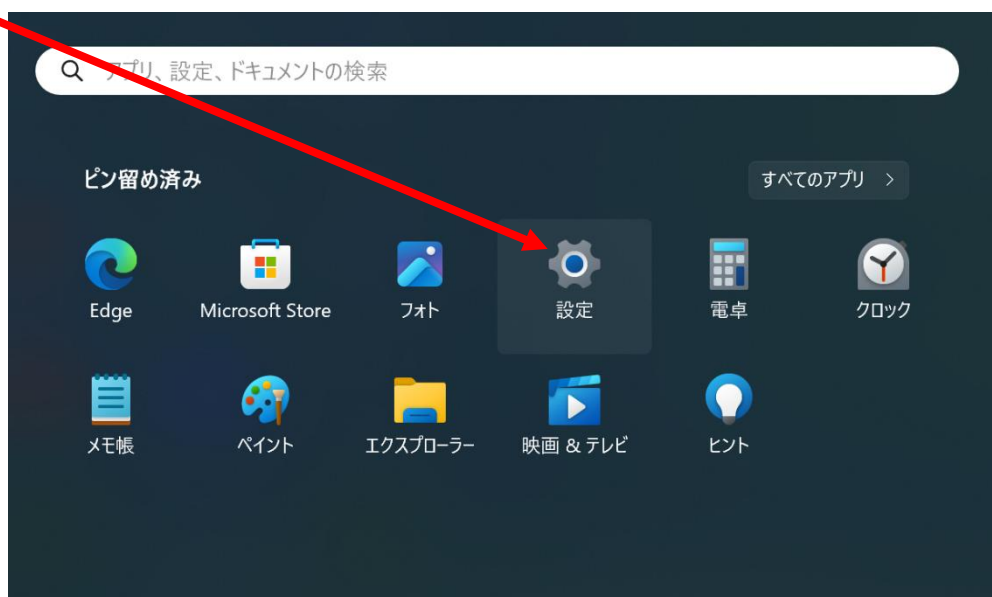 アプリ、設定、ドキュメントの検索
ピン留め済み
すべてのアプリ >
Edge
Microsoft Store
フォト
設定
電卓
クロック
メモ帳
ペイント
エクスプローラー
映画 & テレビ
ヒント